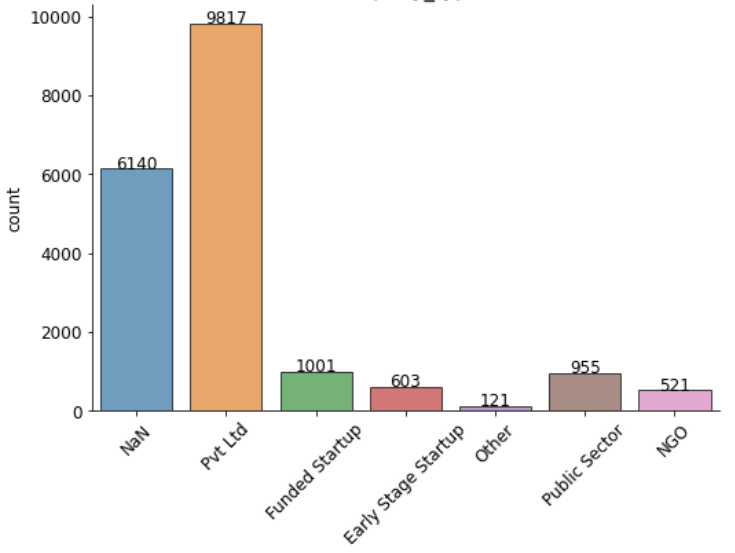 10000
8000
6000
4000
2000
0
count
6140
9817
1001
603
121
955
521
NaN
Pvt Ltd
Funded Startup
Early Stage Startup
Other
Public Sector
NGO